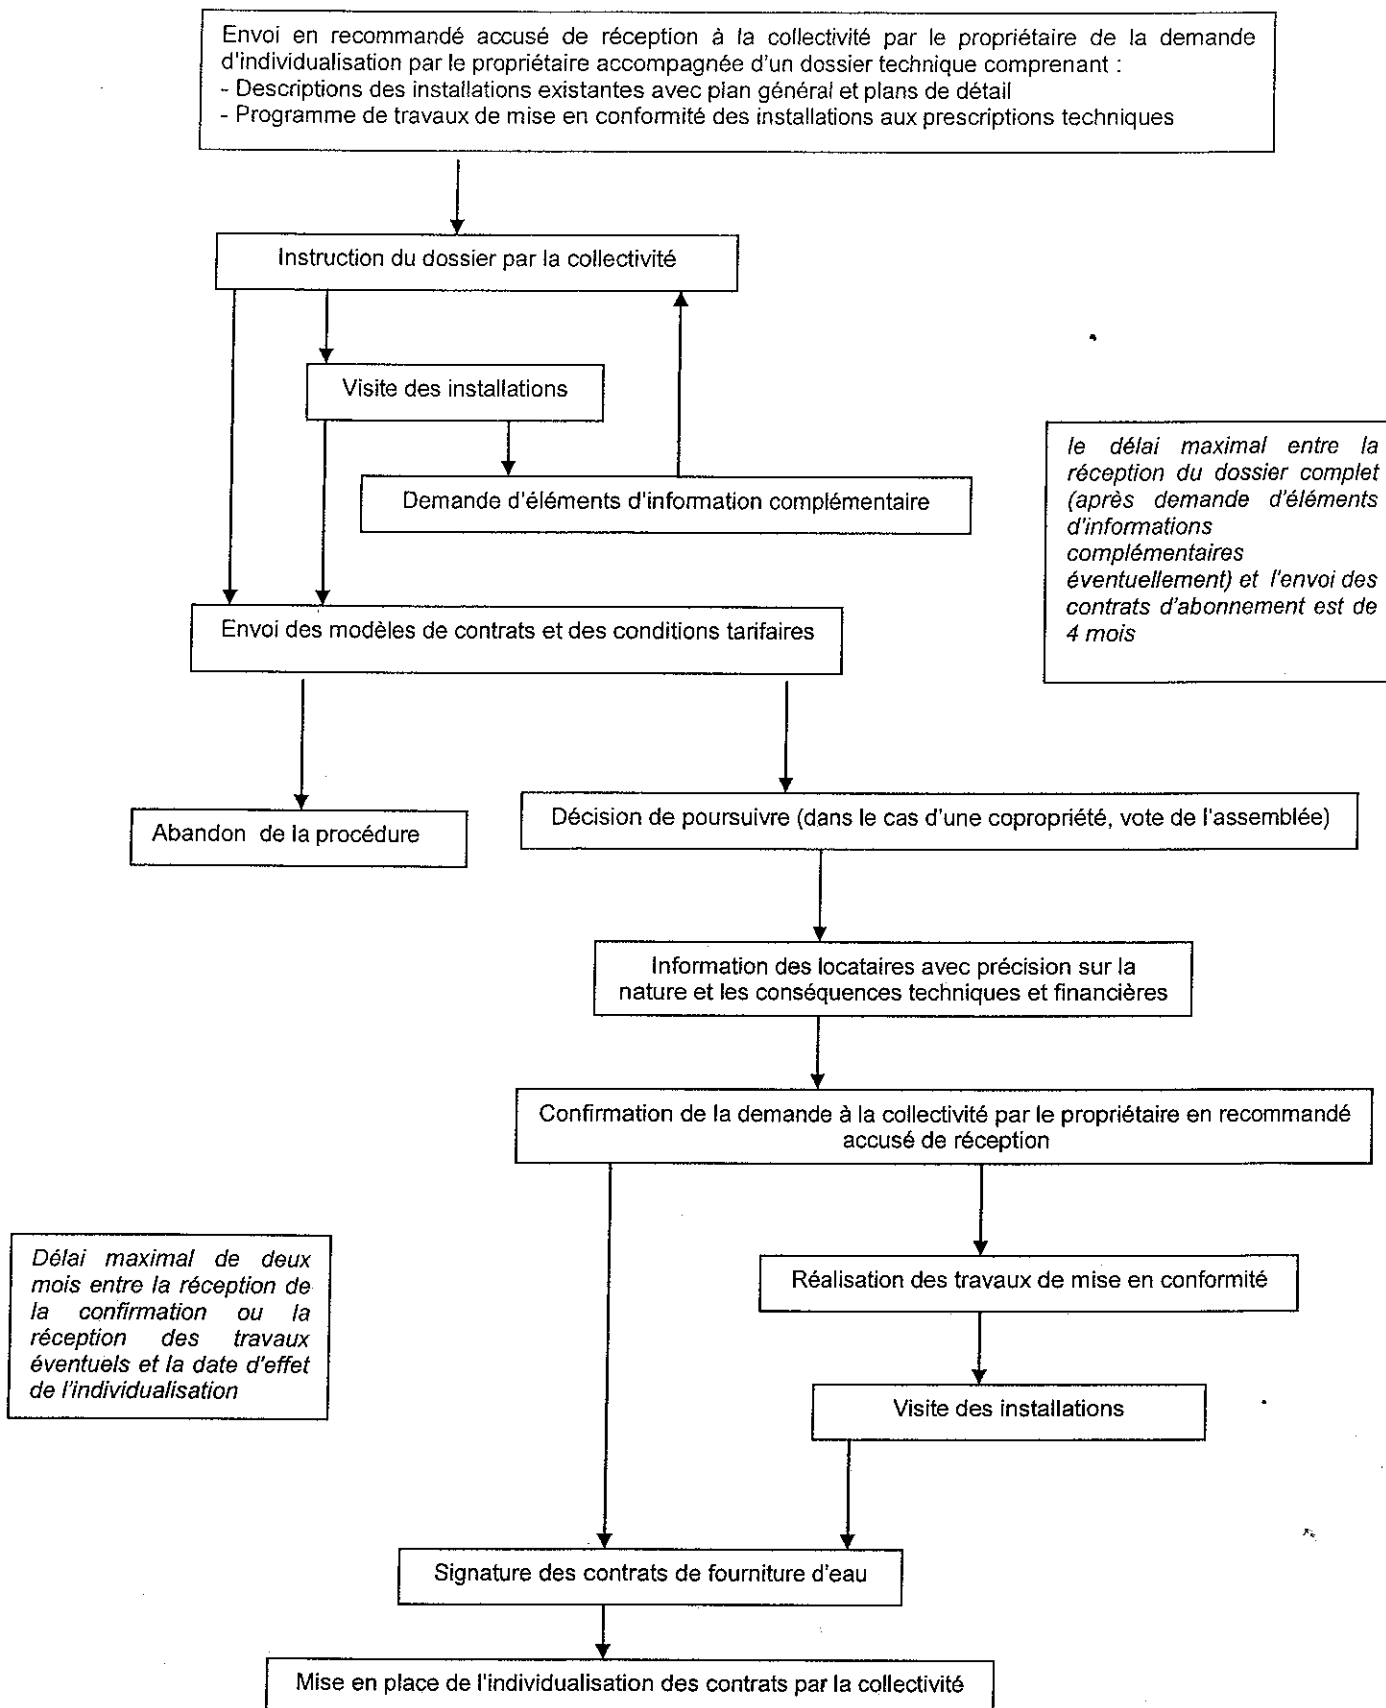 Envoi en recommandé accusé de réception à la collectivité par le propriétaire de la demande
d'individualisation par le propriétaire accompagnée d'un dossier technique comprenant :
- Descriptions des installations existantes avec plan général et plans de détail
- Programme de travaux de mise en conformité des installations aux prescriptions techniques
Instruction du dossier par la collectivité
Visite des installations
Demande d'éléments d'information complémentaire
le délai maximal entre la
réception du dossier complet
(après demande d'éléments
d'informations
complémentaires
éventuellement) et l'envoi des
contrats d'abonnement est de
4 mois
Envoi des modèles de contrats et des conditions tarifaires
Abandon de la procédure
Décision de poursuivre (dans le cas d'une copropriété, vote de l'assemblée)
Information des locataires avec précision sur la
nature et les conséquences techniques et financières
Confirmation de la demande à la collectivité par le propriétaire en recommandé
accusé de réception
Délai maximal de deux
mois entre la réception de
la confirmation ou la
réception des travaux
éventuels et la date d'effet
de l'individualisation
Réalisation des travaux de mise en conformité
Visite des installations
Signature des contrats de fourniture d'eau
Mise en place de l'individualisation des contrats par la collectivité